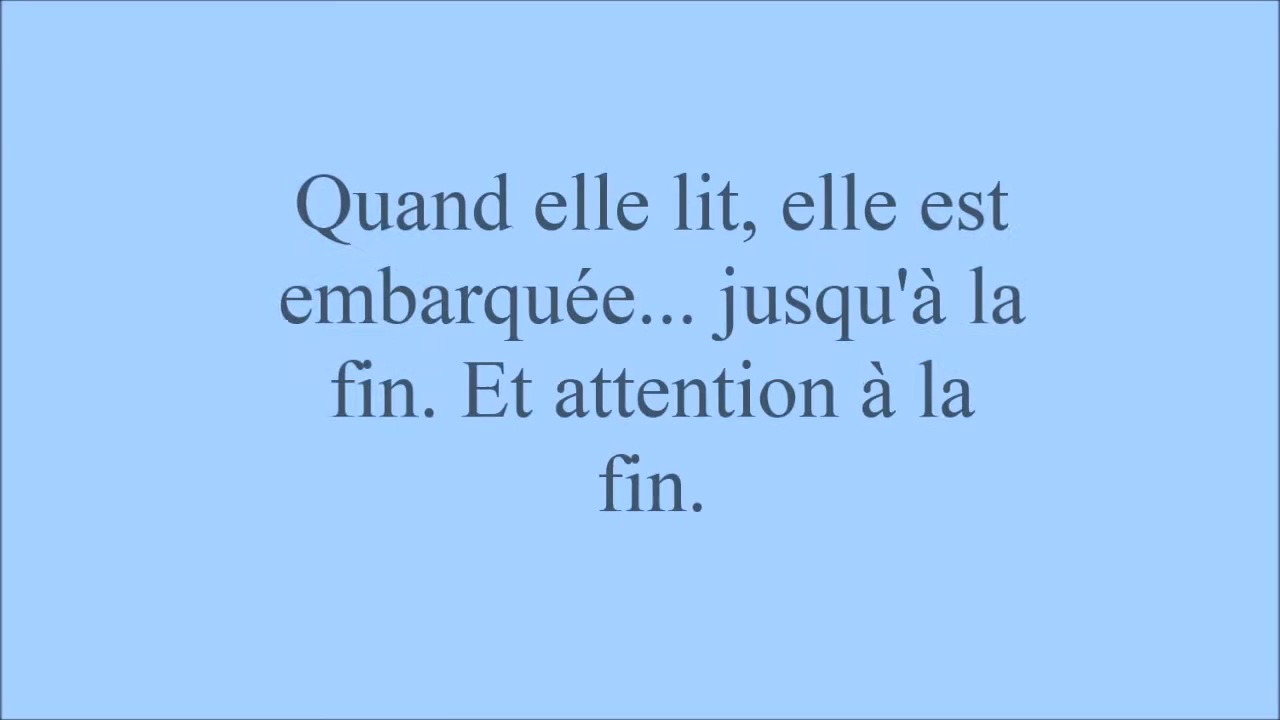 Quand elle lit, elle est
embarquée... jusqu'à la
fin. Et attention à la
fin.